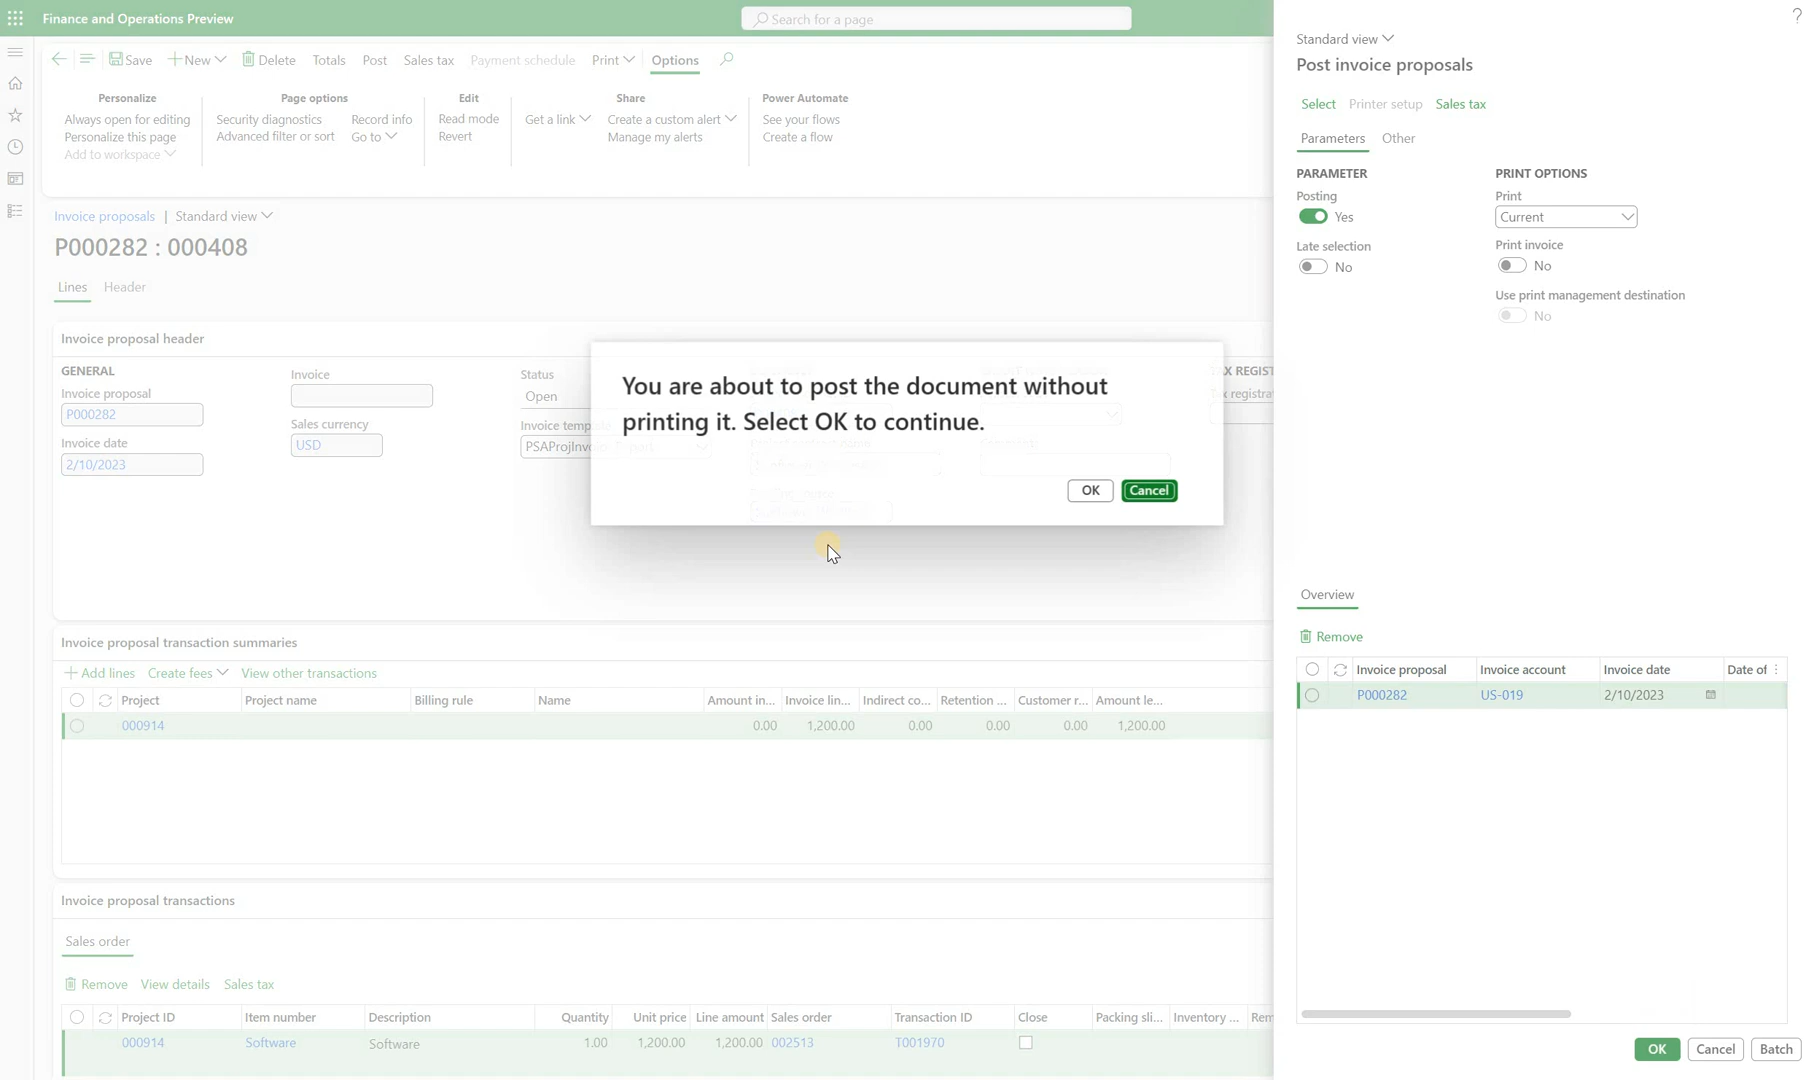 Finance and Operations Preview
Search for a page
?
Save
New
Delete
Totals
Post
Sales tax
Payment schedule
Print
Options
Personalize
Always open for editing
Personalize this page
Add to workspace
Page options
Security diagnostics
Advanced filter or sort
Record info
Go to
Edit
Read mode
Revert
Share
Get a link
Create a custom alert
Manage my alerts
Power Automate
See your flows
Create a flow
Invoice proposals | Standard view
P000282 : 000408
Lines
Header
Invoice proposal header
GENERAL
Invoice proposal
P000282
Invoice date
2/10/2023
Invoice
Sales currency
USD
Status
Open
Invoice temp
PSAProjInvo
X REGIST
x registra
You are about to post the document without
printing it. Select OK to continue.
OK
Cancel
Invoice proposal transaction summaries
Add lines
Create fees
View other transactions
Project
Project name
Billing rule
Name
Amount in...
Invoice lin...
Indirect co...
Retention ...
Customer r...
Amount le...
000914
0.00
1,200.00
0.00
0.00
0.00
1,200.00
Invoice proposal transactions
Sales order
Remove
View details
Sales tax
Project ID
Item number
Description
Quantity
Unit price
Line amount
Sales order
Transaction ID
Close
Packing sli...
Inventory ...
Rem
000914
Software
Software
1.00
1,200.00
1,200.00
002513
T001970
Standard view
Post invoice proposals
Select
Printer setup
Sales tax
Parameters
Other
PARAMETER
Posting
Yes
Late selection
No
PRINT OPTIONS
Print
Current
Print invoice
No
Use print management destination
No
Overview
Remove
Invoice proposal
Invoice account
Invoice date
Date of
P000282
US-019
2/10/2023
OK
Cancel
Batch